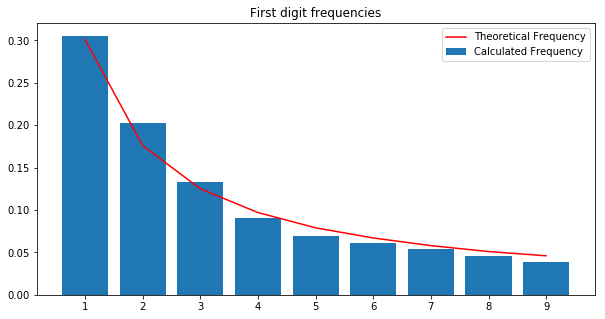 First digit frequencies
Theoretical Frequency
Calculated Frequency
0.30
0.25
0.20
0.15
0.10
0.05
0.00
1 2 3 4 5 6 7 8 9